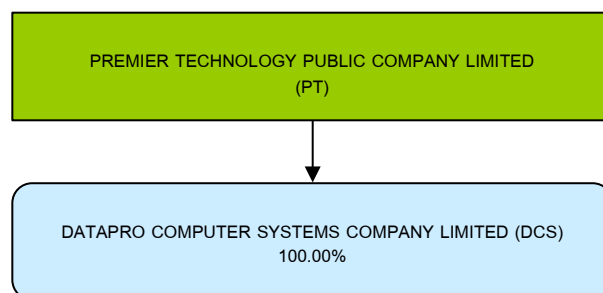 PREMIER TECHNOLOGY PUBLIC COMPANY LIMITED
(PT)
DATAPRO COMPUTER SYSTEMS COMPANY LIMITED (DCS)
100.00%